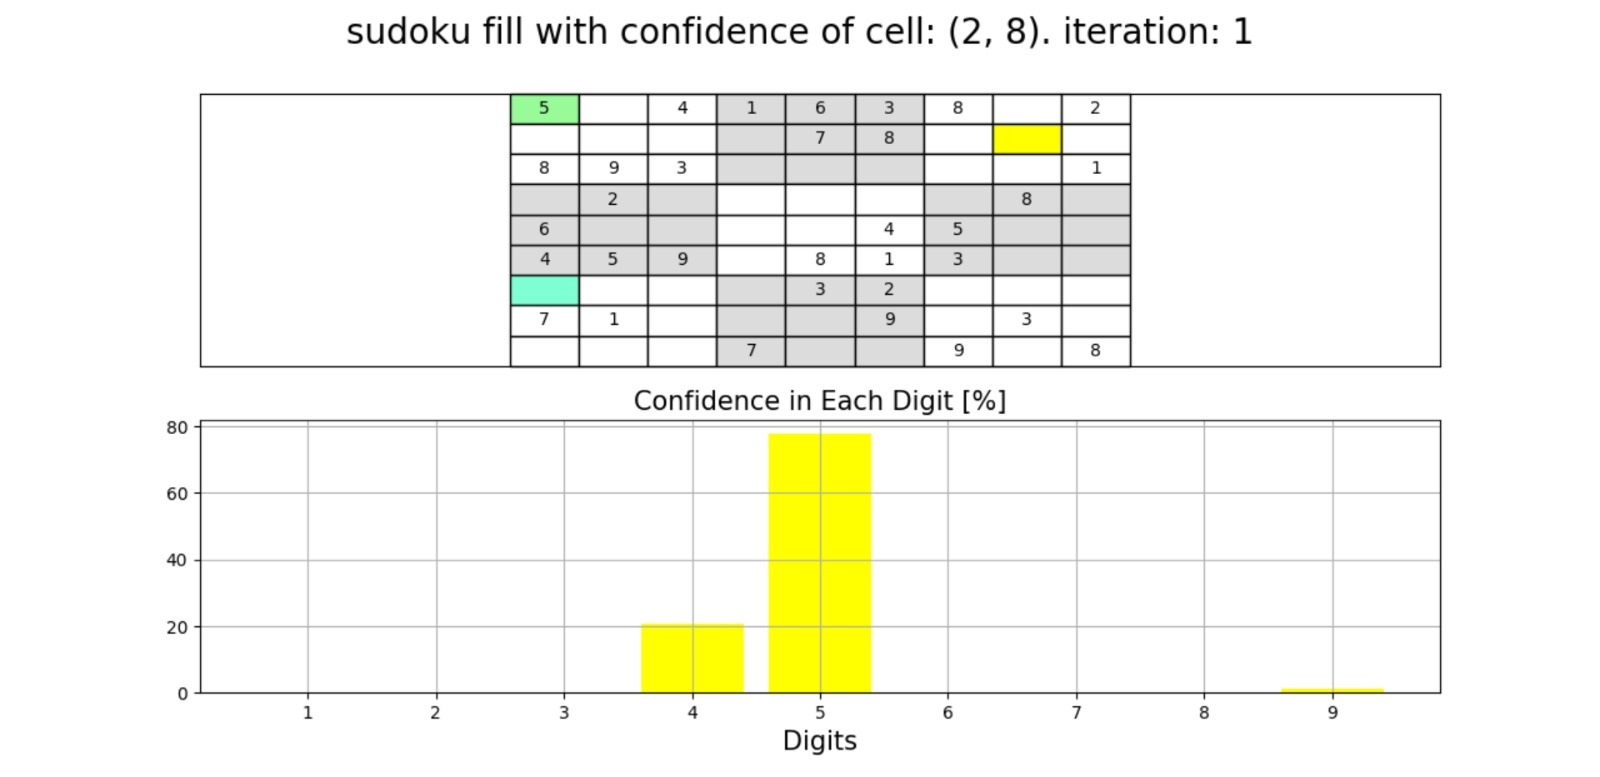 sudoku fill with confidence of cell: (2, 8). iteration: 1
5 4 1 6 3 8 2
7 8
8 9 3 1
2 8
6 4 5
4 5 9 8 1 3
3 2
7 1 9 3
7 9 8
Confidence in Each Digit [%]
80
60
40
20
0
1 2 3 4 5 6 7 8 9
Digits